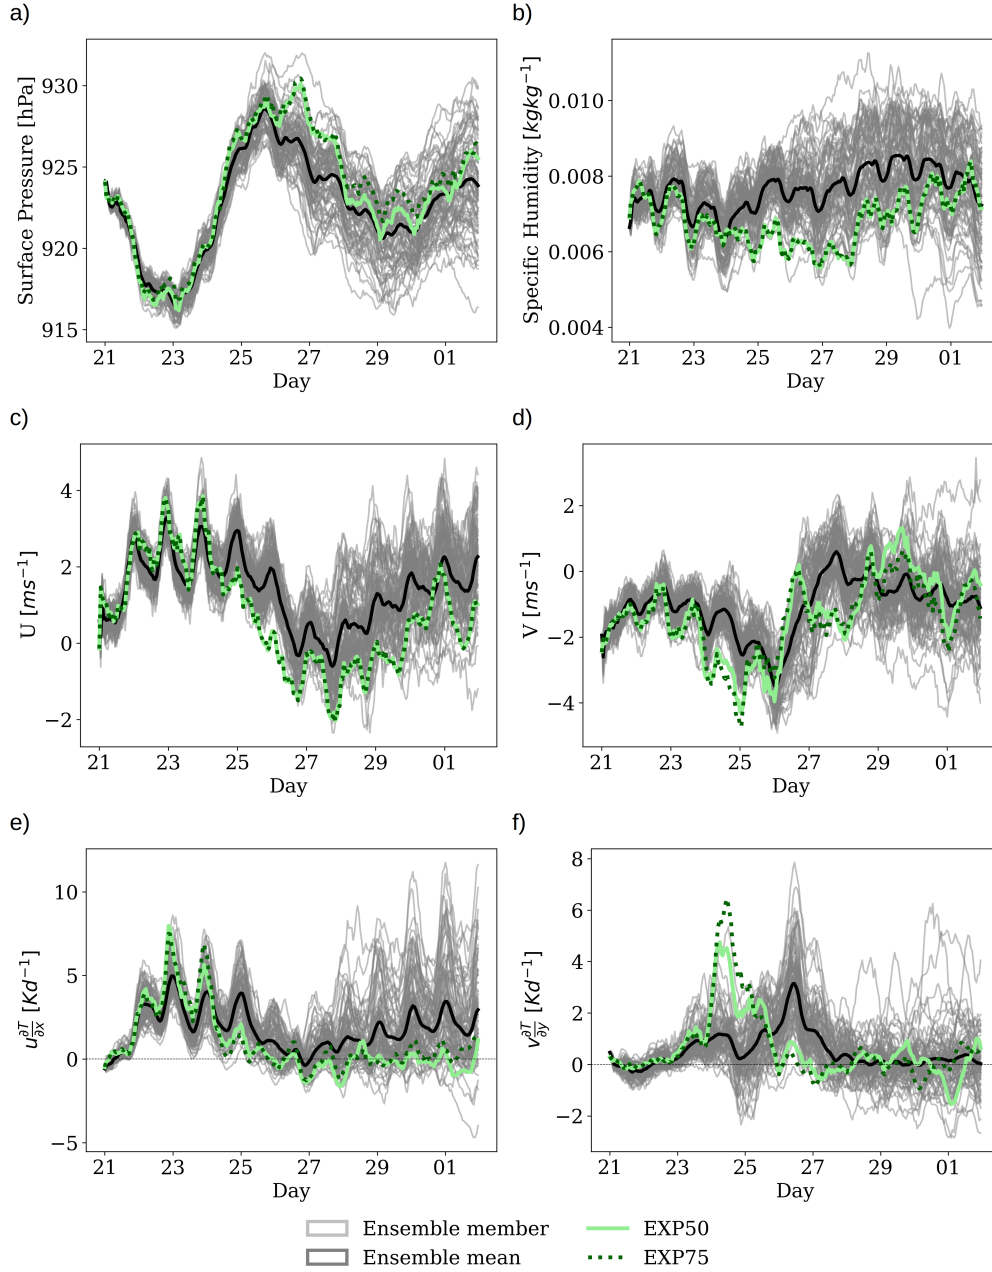 a)
b)
Surface Pressure [hPa]
930
925
920
915
21 23 25 27 29 01
Day
Specific Humidity [kgkg⁻¹]
0.010
0.008
0.006
0.004
21 23 25 27 29 01
Day
c)
d)
U [ms⁻¹]
4
2
0
−2
21 23 25 27 29 01
Day
V [ms⁻¹]
2
0
−2
−4
21 23 25 27 29 01
Day
e)
f)
u∂T/∂x [Kd⁻¹]
10
5
0
−5
21 23 25 27 29 01
Day
v∂T/∂y [Kd⁻¹]
8
6
4
2
0
−2
21 23 25 27 29 01
Day
Ensemble member
Ensemble mean
EXP50
EXP75